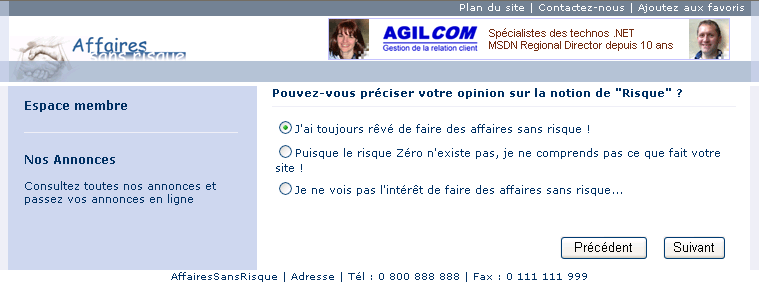 Plan du site | Contactez-nous | Ajoutez aux favoris
Affaires
sans risque
AGILCOM
Gestion de la relation client
Spécialistes des technos .NET
MSDN Regional Director depuis 10 ans
Espace membre
Nos Annonces
Consultez toutes nos annonces et
passez vos annonces en ligne
Pouvez-vous préciser votre opinion sur la notion de "Risque" ?
J'ai toujours rêvé de faire des affaires sans risque !
Puisque le risque Zéro n'existe pas, je ne comprends pas ce que fait votre
site !
Je ne vois pas l'intérêt de faire des affaires sans risque...
Précédent
Suivant
AffairesSansRisque | Adresse | Tél : 0 800 888 888 | Fax : 0 111 111 999